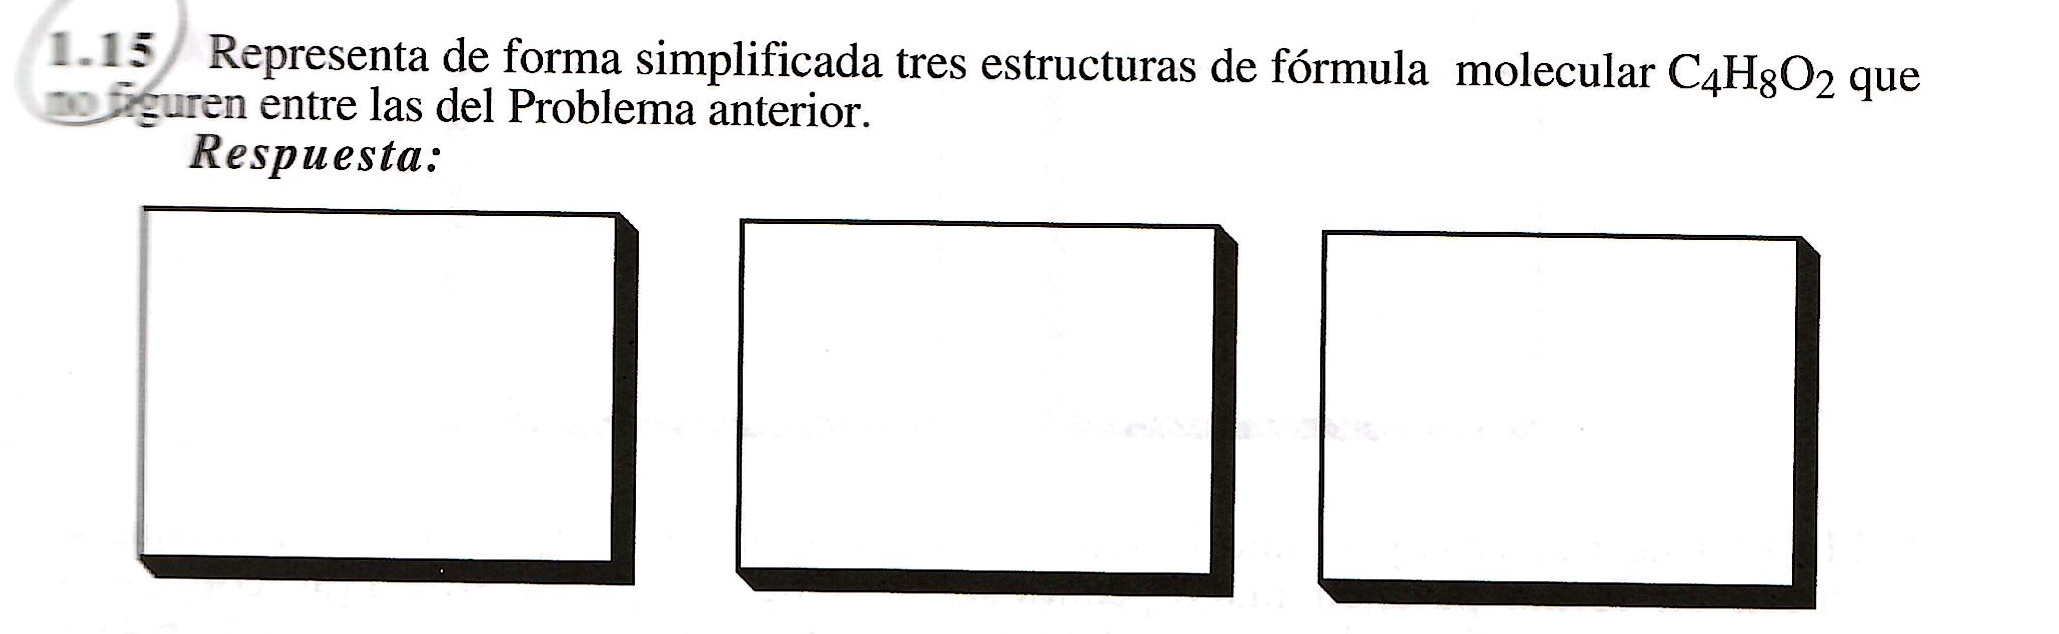 1.15 Representa de forma simplificada tres estructuras de fórmula molecular C₄H₈O₂ que
no figuren entre las del Problema anterior.
Respuesta: